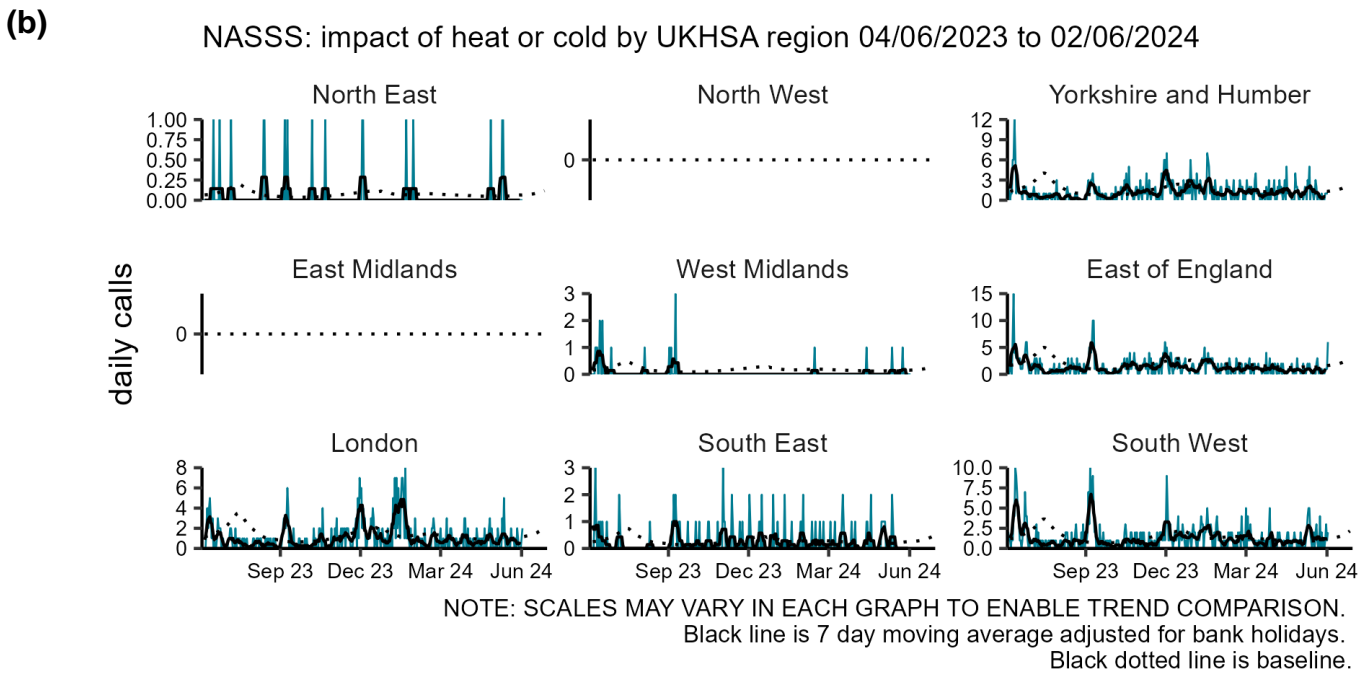 (b)
NASSS: impact of heat or cold by UKHSA region 04/06/2023 to 02/06/2024
daily calls
North East
1.00
0.75
0.50
0.25
0.00
North West
0
Yorkshire and Humber
12
9
6
3
0
East Midlands
0
West Midlands
3
2
1
0
East of England
15
10
5
0
London
8
6
4
2
0
Sep 23 Dec 23 Mar 24 Jun 24
South East
3
2
1
0
Sep 23 Dec 23 Mar 24 Jun 24
South West
10.0
7.5
5.0
2.5
0.0
Sep 23 Dec 23 Mar 24 Jun 24
NOTE: SCALES MAY VARY IN EACH GRAPH TO ENABLE TREND COMPARISON.
Black line is 7 day moving average adjusted for bank holidays.
Black dotted line is baseline.